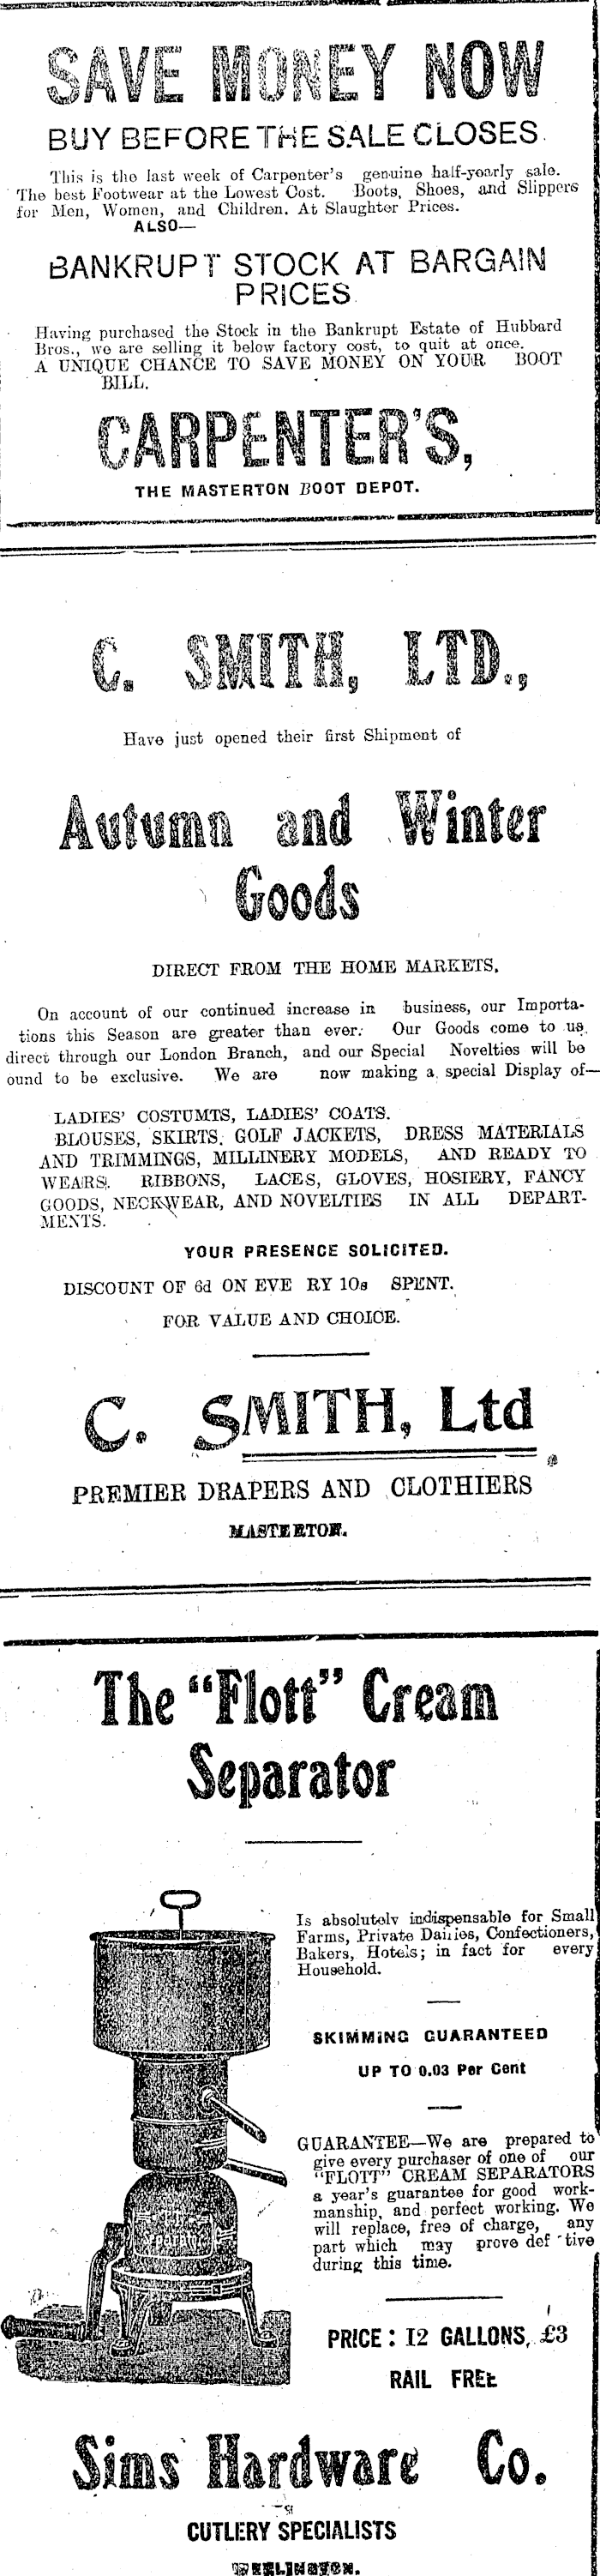 SAVE MONEY NOW
BUY BEFORE THE SALE CLOSES.
This is the last week of Carpenter's genuine half-yearly sale.
The best Footwear at the Lowest Cost. Boots, Shoes, and Slippers
for Men, Women, and Children. At Slaughter Prices.
ALSO—
BANKRUPT STOCK AT BARGAIN
PRICES
Having purchased the Stock in the Bankrupt Estate of Hubbard
Bros., we are selling it below factory cost, to quit at once.
A UNIQUE CHANCE TO SAVE MONEY ON YOUR BOOT
BILL.
CARPENTER'S,
THE MASTERTON BOOT DEPOT.
C. SMITH, LTD.,
Have just opened their first Shipment of
Autumn and Winter
Goods
DIRECT FROM THE HOME MARKETS.
On account of our continued increase in business, our Importa-
tions this Season are greater than ever. Our Goods come to us
direct through our London Branch, and our Special Novelties will be
ound to be exclusive. We are now making a special Display of—
LADIES' COSTUMTS, LADIES' COATS.
BLOUSES, SKIRTS, GOLF JACKETS, DRESS MATERIALS
AND TRIMMINGS, MILLINERY MODELS, AND READY TO
WEARS. RIBBONS, LACES, GLOVES, HOSIERY, FANCY
GOODS, NECKWEAR, AND NOVELTIES IN ALL DEPART-
MENTS.
YOUR PRESENCE SOLICITED.
DISCOUNT OF 6d ON EVE RY 10s SPENT.
FOR VALUE AND CHOICE.
C. SMITH, Ltd
PREMIER DRAPERS AND CLOTHIERS
MASTERTON.
The "Flott" Cream
Separator
Is absolutely indispensable for Small
Farms, Private Dairies, Confectioners,
Bakers, Hotels; in fact for every
Household.
SKIMMING GUARANTEED
UP TO 0.03 Per Cent
GUARANTEE—We are prepared to
give every purchaser of one of our
"FLOTT" CREAM SEPARATORS
a year's guarantee for good work-
manship, and perfect working. We
will replace, free of charge, any
part which may prove def tive
during this time.
PRICE: 12 GALLONS, £3
RAIL FREE
Sims Hardware Co.
CUTLERY SPECIALISTS